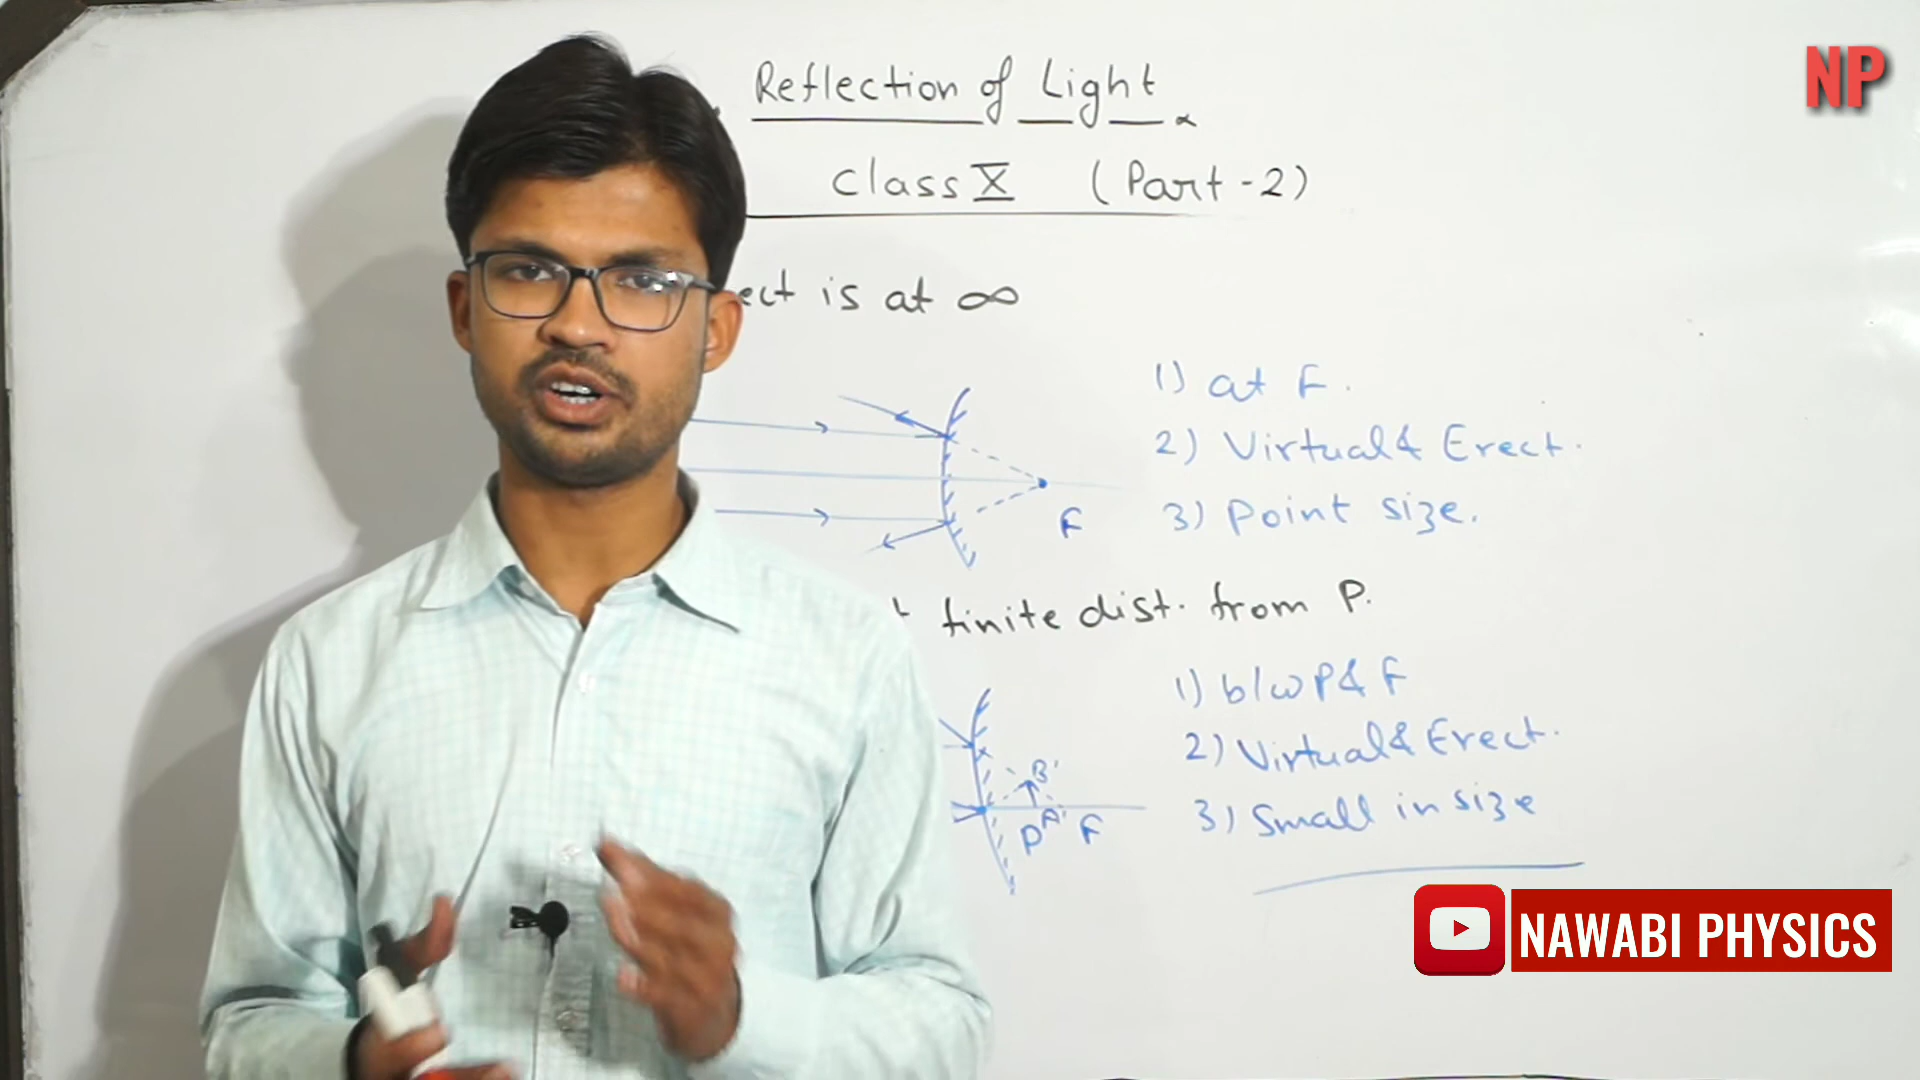 NP
Reflection of Light
Class X (Part-2)
ect is at ∞
1) at F.
2) Virtual & Erect.
3) Point size.
F
finite dist. from P.
1) b/w P & F
2) Virtual & Erect.
3) Small in size
B'
P A' F
NAWABI PHYSICS